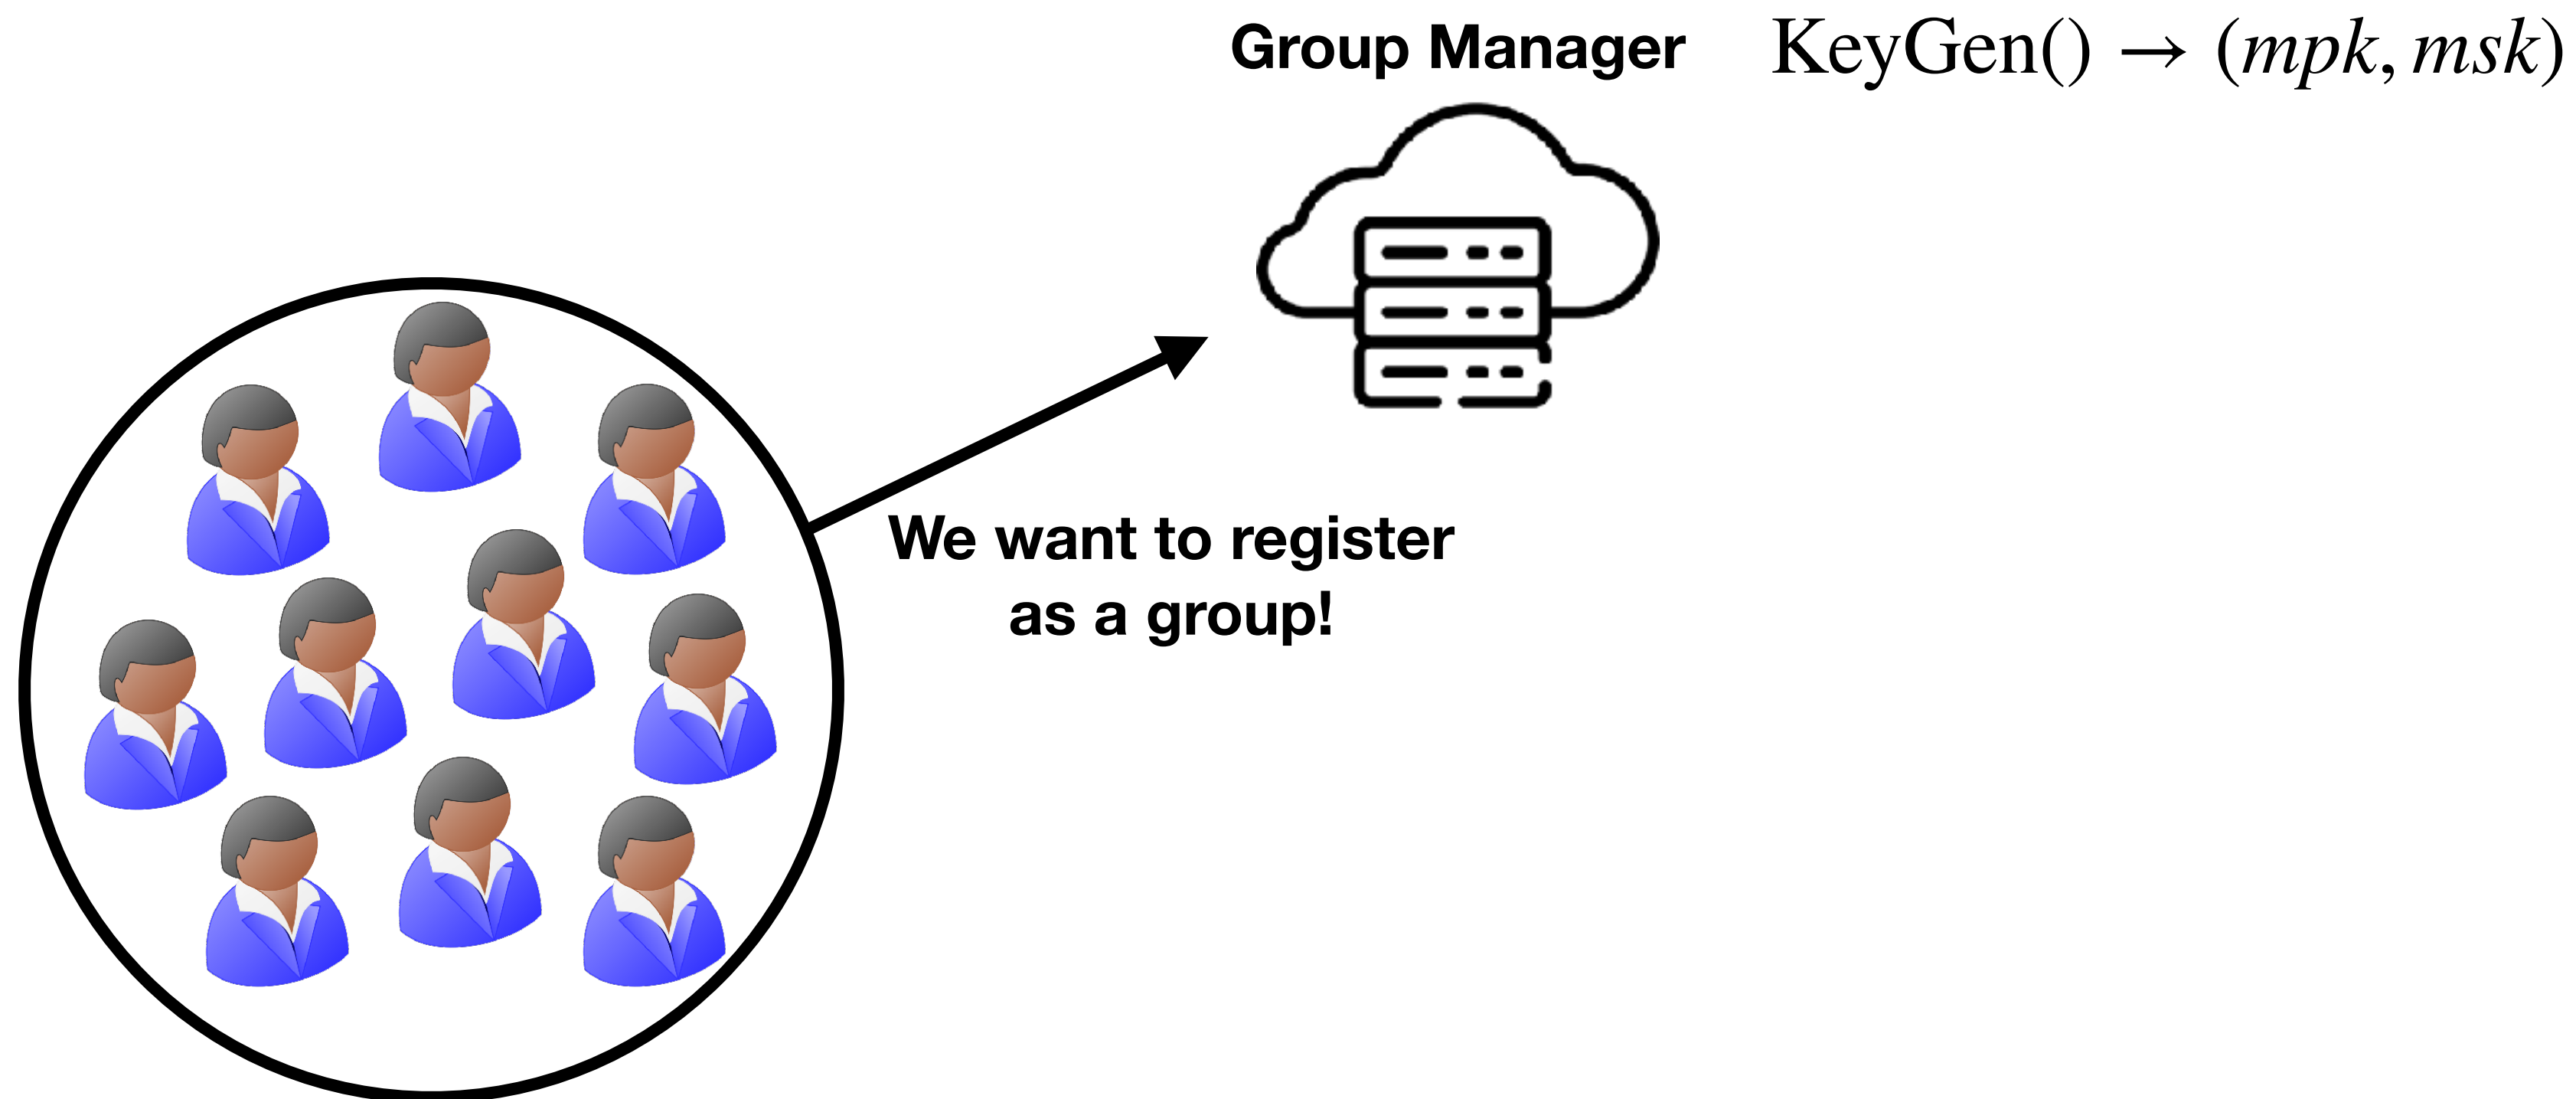 Group Manager
KeyGen() → (mpk, msk)
We want to register
as a group!